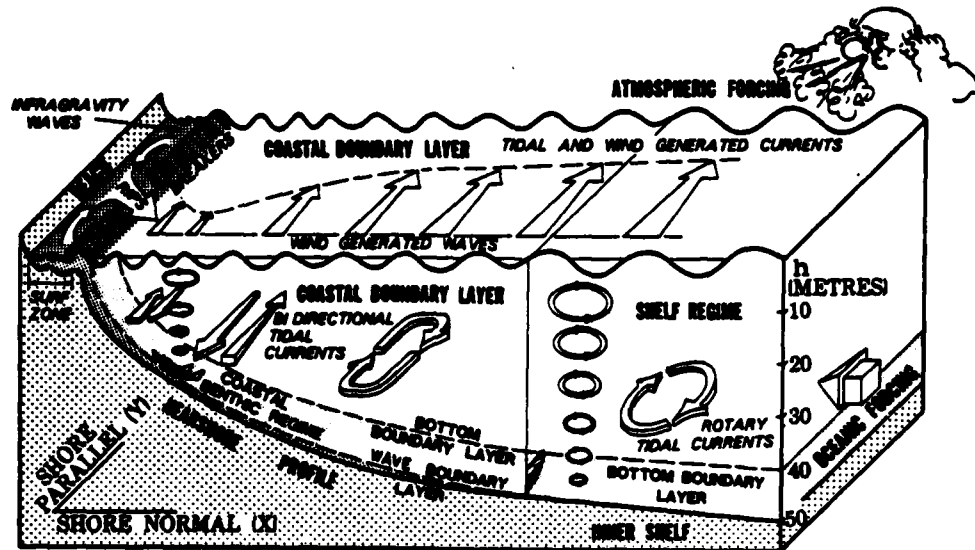 ATMOSPHERIC FORCING
INFRAGRAVITY
WAVES
BREAKERS
COASTAL BOUNDARY LAYER
TIDAL AND WIND GENERATED CURRENTS
WIND GENERATED WAVES
SURF
ZONE
COASTAL BOUNDARY LAYER
IN DIRECTIONAL
TIDAL
CURRENTS
SHELF REGIME
h
(METRES)
10
20
30
40
50
ROTARY
TIDAL CURRENTS
OCEANIC FORCING
COASTAL
BENTHIC REGIME
NEARSHORE
PROFILE
BOTTOM
BOUNDARY LAYER
WAVE BOUNDARY
LAYER
BOTTOM BOUNDARY
LAYER
SHORE
PARALLEL (Y)
SHORE NORMAL (X)
INNER SHELF